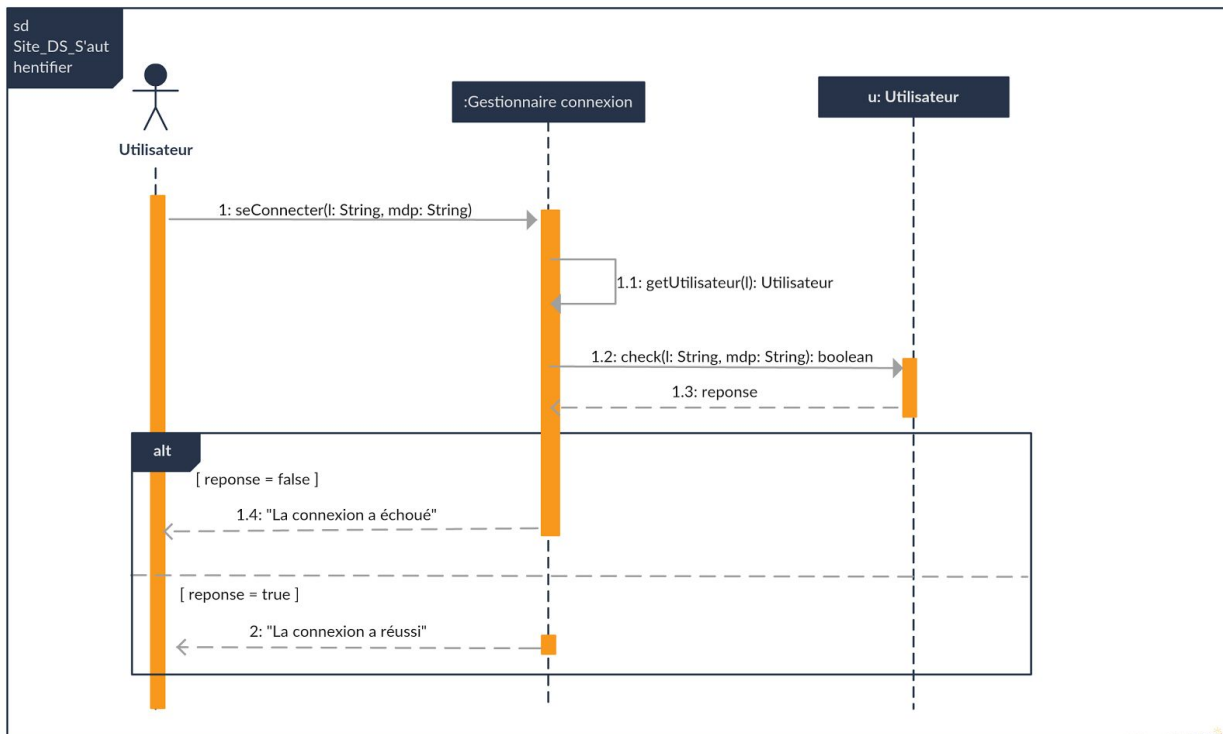 sd
Site_DS_S'aut
hentifier
:Gestionnaire connexion
u: Utilisateur
Utilisateur
1: seConnecter(l: String, mdp: String)
1.1: getUtilisateur(l): Utilisateur
1.2: check(l: String, mdp: String): boolean
1.3: reponse
alt
[ reponse = false ]
1.4: "La connexion a échoué"
[ reponse = true ]
2: "La connexion a réussi"